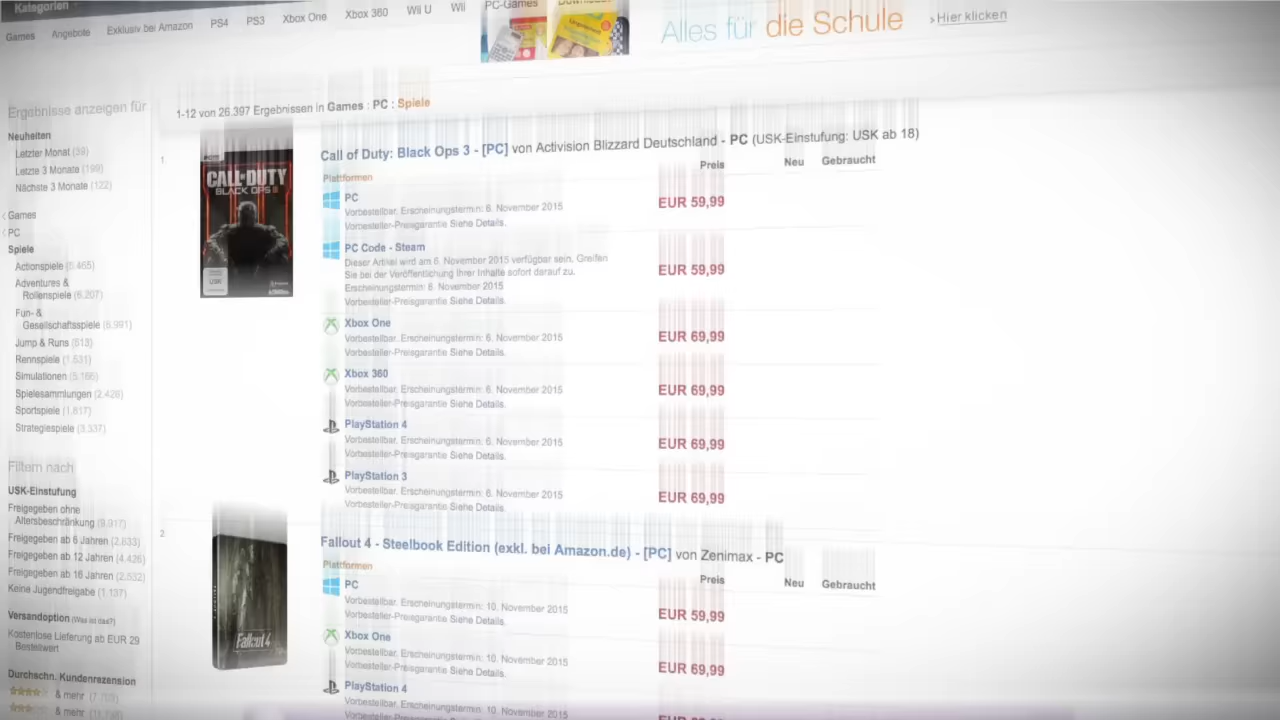 Kategorien
Games Angebote Exklusiv bei Amazon PS4 PS3 Xbox One Xbox 360 Wii U Wii PC-Games
Alles für die Schule
› Hier klicken
Ergebnisse anzeigen für
Neuheiten
Letzter Monat (39)
Letzte 3 Monate (199)
Nächste 3 Monate (122)
‹ Games
‹ PC
Spiele
Actionspiele (5.465)
Adventures &
Rollenspiele (6.207)
Fun- &
Gesellschaftsspiele (6.991)
Jump & Runs (513)
Rennspiele (1.531)
Simulationen
Spielesammlungen (2.426)
Sportspiele (1.817)
Strategiespiele (3.337)
Filtern nach
USK-Einstufung
Freigegeben ohne
Altersbeschränkung (9.917)
Freigegeben ab 6 Jahren (2.633)
Freigegeben ab 12 Jahren (4.426)
Freigegeben ab 16 Jahren (2.532)
Keine Jugendfreigabe (1.137)
Versandoption (Was ist das?)
Kostenlose Lieferung ab EUR 29
Bestellwert
Durchschn. Kundenrezension
& mehr
& mehr
1-12 von 26.397 Ergebnissen in Games : PC : Spiele
1
CALL OF DUTY
BLACK OPS III
USK
Call of Duty: Black Ops 3 - [PC] von Activision Blizzard Deutschland - PC (USK-Einstufung: USK ab 18)
Preis Neu Gebraucht
Plattformen
PC
Vorbestellbar. Erscheinungstermin: 6. November 2015
Vorbesteller-Preisgarantie Siehe Details.
EUR 59,99
PC Code - Steam
Dieser Artikel wird am 6. November 2015 verfügbar sein. Greifen
Sie bei der Veröffentlichung Ihrer Inhalte sofort darauf zu.
Erscheinungstermin: 6. November 2015
Vorbesteller-Preisgarantie Siehe Details.
EUR 59,99
Xbox One
Vorbestellbar. Erscheinungstermin: 6. November 2015
Vorbesteller-Preisgarantie Siehe Details.
EUR 69,99
Xbox 360
Vorbestellbar. Erscheinungstermin: 6. November 2015
Vorbesteller-Preisgarantie Siehe Details.
EUR 69,99
PlayStation 4
Vorbestellbar. Erscheinungstermin: 6. November 2015
Vorbesteller-Preisgarantie Siehe Details.
EUR 69,99
PlayStation 3
Vorbestellbar. Erscheinungstermin: 6. November 2015
Vorbesteller-Preisgarantie Siehe Details.
EUR 69,99
2
Fallout 4
Fallout 4 - Steelbook Edition (exkl. bei Amazon.de) - [PC] von Zenimax - PC
Preis Neu Gebraucht
Plattformen
PC
Vorbestellbar. Erscheinungstermin: 10. November 2015
Vorbesteller-Preisgarantie Siehe Details.
EUR 59,99
Xbox One
Vorbestellbar. Erscheinungstermin: 10. November 2015
Vorbesteller-Preisgarantie Siehe Details.
EUR 69,99
PlayStation 4
Vorbestellbar. Erscheinungstermin: 10. November 2015
EUR 69,99